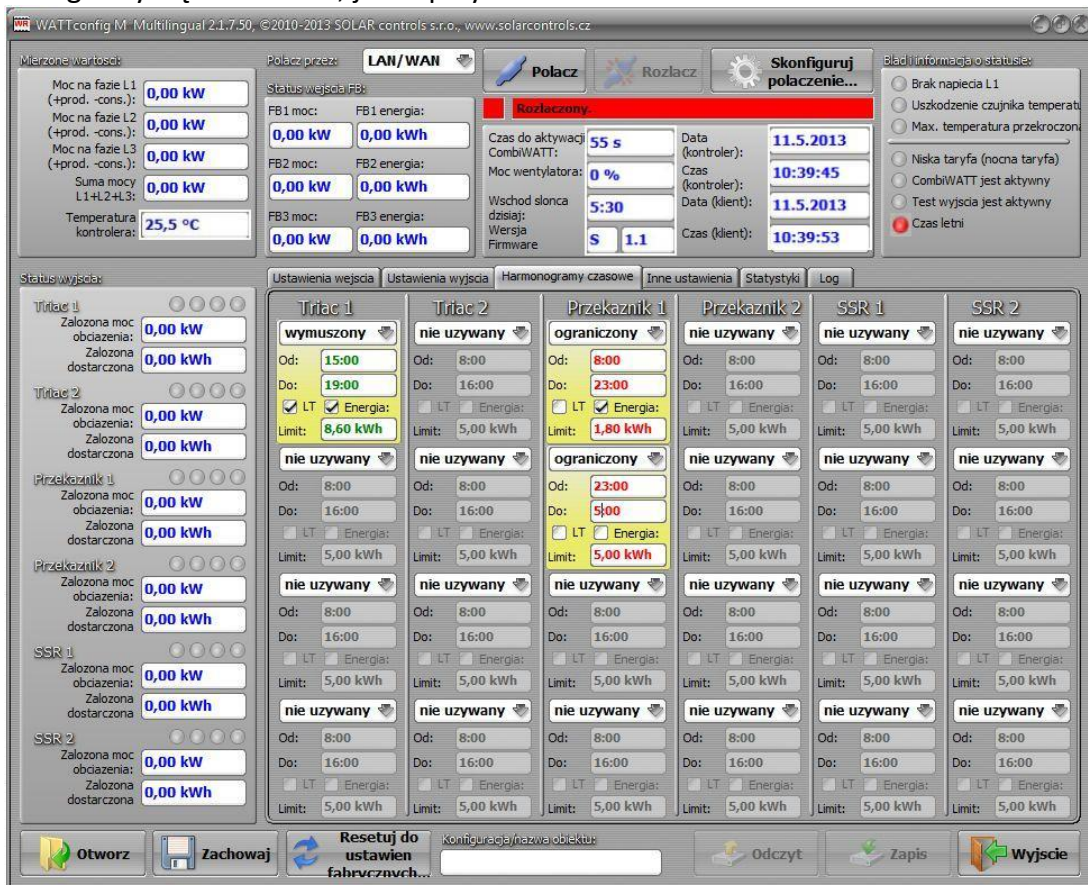 WATTconfig M Multilingual 2.1.7.50, ©2010-2013 SOLAR controls s.r.o., www.solarcontrols.cz
Mierzone wartosci:
Moc na fazie L1
(+prod. -cons.):
0,00 kW
Moc na fazie L2
(+prod. -cons.):
0,00 kW
Moc na fazie L3
(+prod. -cons.):
0,00 kW
Suma mocy
L1+L2+L3:
0,00 kW
Temperatura
kontrolera:
25,5 °C
Polacz przez:
LAN/WAN
Status wejscia FB:
FB1 moc: FB1 energia:
0,00 kW 0,00 kWh
FB2 moc: FB2 energia:
0,00 kW 0,00 kWh
FB3 moc: FB3 energia:
0,00 kW 0,00 kWh
Polacz
Rozlacz
Skonfiguruj
polaczenie...
Rozlaczony.
Czas do aktywacji
CombiWATT:
55 s
Moc wentylatora: 0 %
Wschod slonca
dzisiaj:
5:30
Wersja
Firmware
S 1.1
Data
(kontroler):
11.5.2013
Czas
(kontroler):
10:39:45
Data (klient): 11.5.2013
Czas (klient): 10:39:53
Blad i informacja o statusie:
Brak napiecia L1
Uszkodzenie czujnika temperatu
Max. temperatura przekroczon
Niska taryfa (nocna taryfa)
CombiWATT jest aktywny
Test wyjscia jest aktywny
Czas letni
Status wyjscia:
Triac 1
Zalozona moc
obciazenia:
0,00 kW
Zalozona
dostarczona
0,00 kWh
Triac 2
Zalozona moc
obciazenia:
0,00 kW
Zalozona
dostarczona
0,00 kWh
Przekaznik 1
Zalozona moc
obciazenia:
0,00 kW
Zalozona
dostarczona
0,00 kWh
Przekaznik 2
Zalozona moc
obciazenia:
0,00 kW
Zalozona
dostarczona
0,00 kWh
SSR 1
Zalozona moc
obciazenia:
0,00 kW
Zalozona
dostarczona
0,00 kWh
SSR 2
Zalozona moc
obciazenia:
0,00 kW
Zalozona
dostarczona
0,00 kWh
Ustawienia wejscia Ustawienia wyjscia Harmonogramy czasowe Inne ustawienia Statystyki Log
Triac 1 Triac 2 Przekaznik 1 Przekaznik 2 SSR 1 SSR 2
wymuszony nie uzywany ograniczony nie uzywany nie uzywany nie uzywany
Od: 15:00 Od: 8:00 Od: 8:00 Od: 8:00 Od: 8:00 Od: 8:00
Do: 19:00 Do: 16:00 Do: 23:00 Do: 16:00 Do: 16:00 Do: 16:00
LT Energia: LT Energia: LT Energia: LT Energia: LT Energia: LT Energia:
Limit: 8,60 kWh Limit: 5,00 kWh Limit: 1,80 kWh Limit: 5,00 kWh Limit: 5,00 kWh Limit: 5,00 kWh
nie uzywany nie uzywany ograniczony nie uzywany nie uzywany nie uzywany
Od: 8:00 Od: 8:00 Od: 23:00 Od: 8:00 Od: 8:00 Od: 8:00
Do: 16:00 Do: 16:00 Do: 5:00 Do: 16:00 Do: 16:00 Do: 16:00
LT Energia: LT Energia: LT Energia: LT Energia: LT Energia: LT Energia:
Limit: 5,00 kWh Limit: 5,00 kWh Limit: 5,00 kWh Limit: 5,00 kWh Limit: 5,00 kWh Limit: 5,00 kWh
nie uzywany nie uzywany nie uzywany nie uzywany nie uzywany nie uzywany
Od: 8:00 Od: 8:00 Od: 8:00 Od: 8:00 Od: 8:00 Od: 8:00
Do: 16:00 Do: 16:00 Do: 16:00 Do: 16:00 Do: 16:00 Do: 16:00
LT Energia: LT Energia: LT Energia: LT Energia: LT Energia: LT Energia:
Limit: 5,00 kWh Limit: 5,00 kWh Limit: 5,00 kWh Limit: 5,00 kWh Limit: 5,00 kWh Limit: 5,00 kWh
nie uzywany nie uzywany nie uzywany nie uzywany nie uzywany nie uzywany
Od: 8:00 Od: 8:00 Od: 8:00 Od: 8:00 Od: 8:00 Od: 8:00
Do: 16:00 Do: 16:00 Do: 16:00 Do: 16:00 Do: 16:00 Do: 16:00
LT Energia: LT Energia: LT Energia: LT Energia: LT Energia: LT Energia:
Limit: 5,00 kWh Limit: 5,00 kWh Limit: 5,00 kWh Limit: 5,00 kWh Limit: 5,00 kWh Limit: 5,00 kWh
Otworz
Zachowaj
Resetuj do
ustawien
fabrycznych...
Konfiguracja/nazwa obiektu:
Odczyt
Zapis
Wyjscie